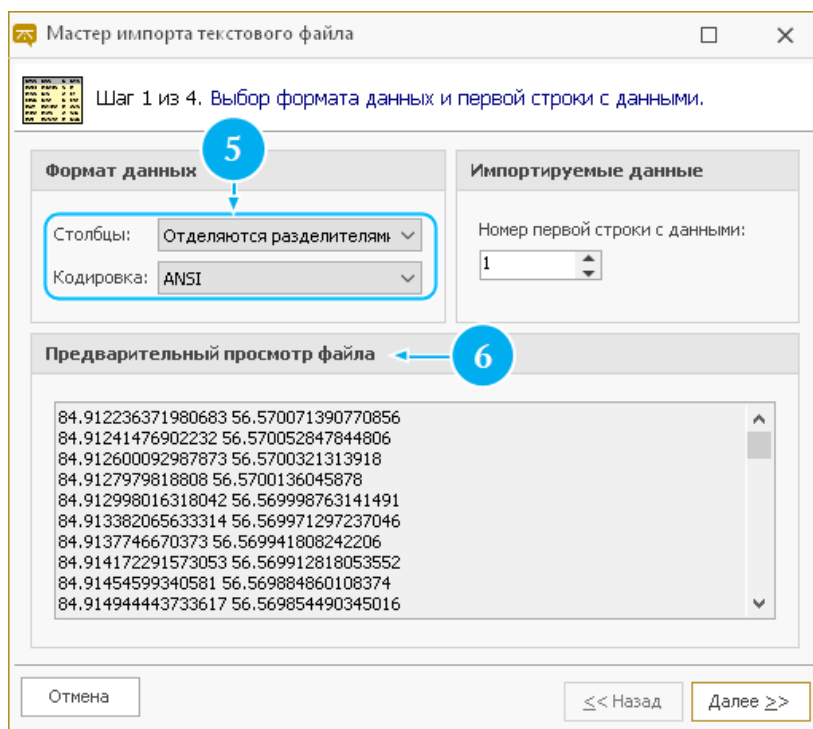 Мастер импорта текстового файла
Шаг 1 из 4. Выбор формата данных и первой строки с данными.
5
Формат данных
Столбцы: Отделяются разделителями
Кодировка: ANSI
Импортируемые данные
Номер первой строки с данными:
1
Предварительный просмотр файла
6
84.912236371980683 56.570071390770856
84.91241476902232 56.570052847844806
84.912600092987873 56.5700321313918
84.9127979818808 56.5700136045878
84.912998016318042 56.569998763141491
84.913382065633314 56.569971297237046
84.9137746670373 56.569941808242206
84.914172291573053 56.569912818053552
84.91454599340581 56.569884860108374
84.914944443733617 56.569854490345016
Отмена
<< Назад
Далее >>